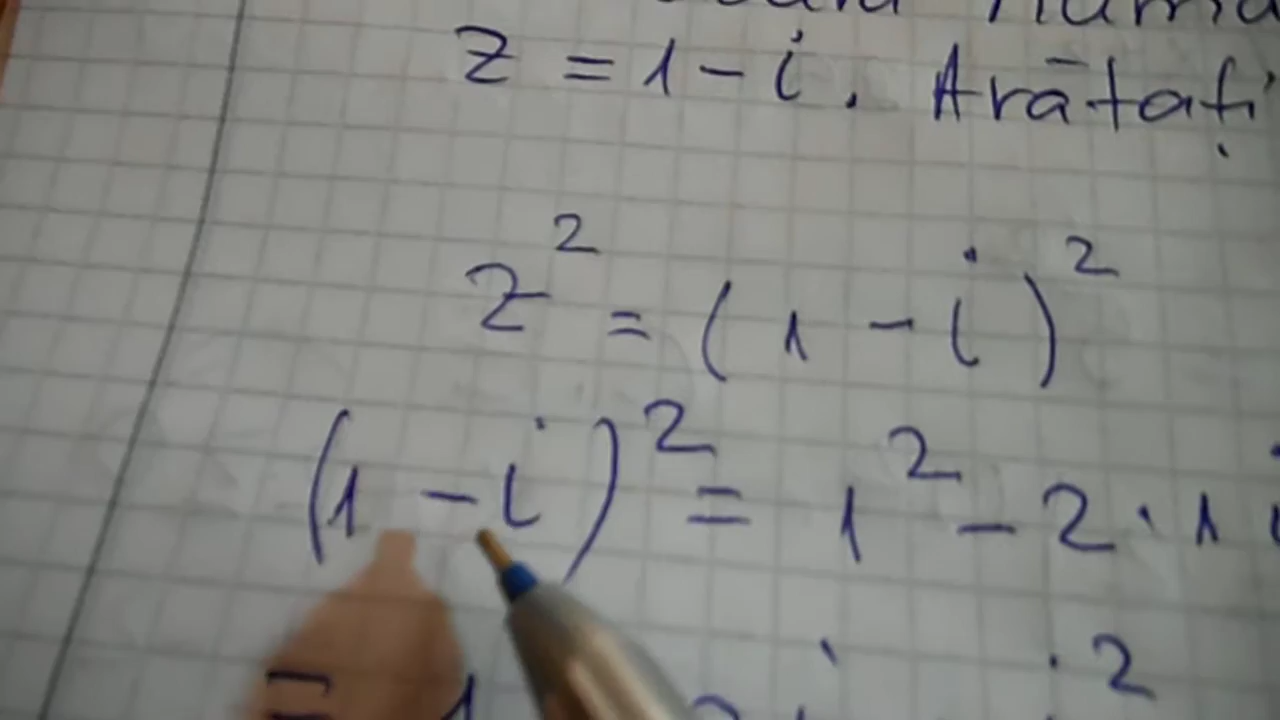 z = 1 - i. Arătați
z² = (1 - i)²
(1 - i)² = 1² - 2 · 1 i